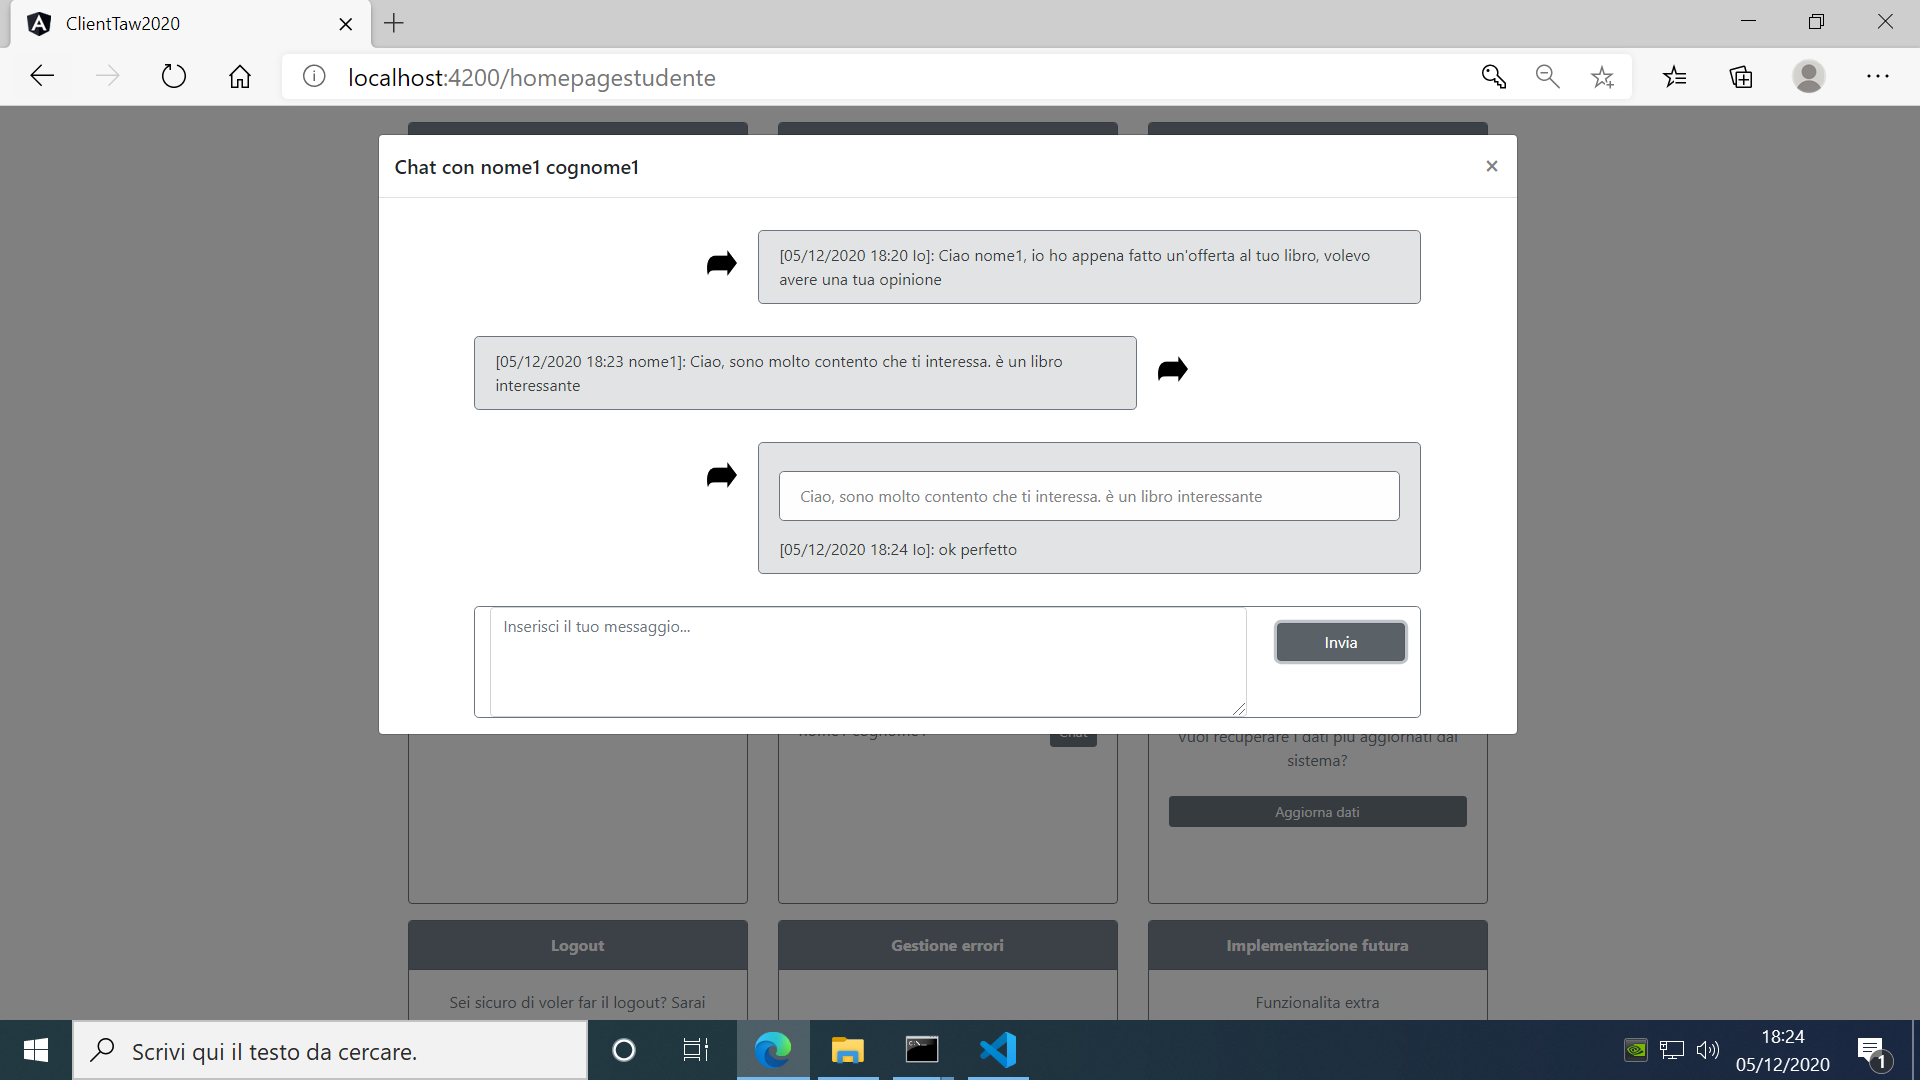 ClientTaw2020
localhost:4200/homepagestudente
Chat con nome1 cognome1
×
[05/12/2020 18:20 Io]: Ciao nome1, io ho appena fatto un'offerta al tuo libro, volevo
avere una tua opinione
[05/12/2020 18:23 nome1]: Ciao, sono molto contento che ti interessa. è un libro
interessante
Ciao, sono molto contento che ti interessa. è un libro interessante
[05/12/2020 18:24 Io]: ok perfetto
Inserisci il tuo messaggio...
Invia
nome1 cognome1
Chat
Vuoi recuperare i dati più aggiornati dal
sistema?
Aggiorna dati
Logout
Gestione errori
Implementazione futura
Sei sicuro di voler far il logout? Sarai
Funzionalita extra
Scrivi qui il testo da cercare.
18:24
05/12/2020
1